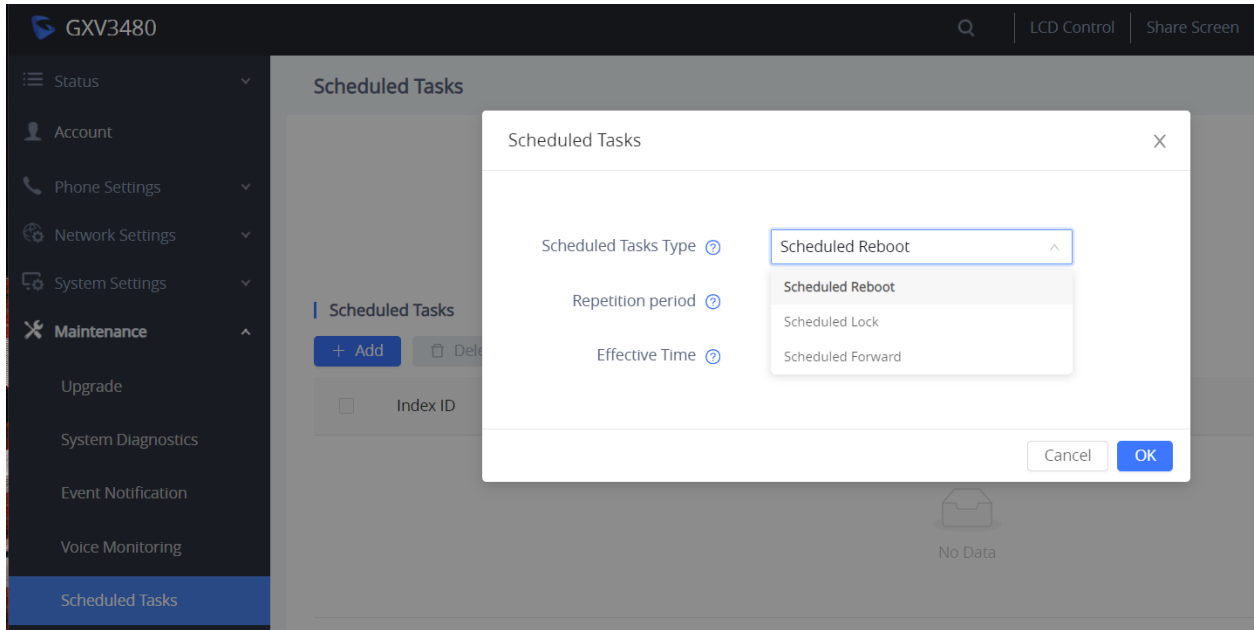 GXV3480
LCD Control
Share Screen
Status
Account
Phone Settings
Network Settings
System Settings
Maintenance
Upgrade
System Diagnostics
Event Notification
Voice Monitoring
Scheduled Tasks
Scheduled Tasks
Scheduled Tasks
+ Add
Dele
Index ID
No Data
Scheduled Tasks
Scheduled Tasks Type
Scheduled Reboot
Scheduled Reboot
Scheduled Lock
Scheduled Forward
Repetition period
Effective Time
Cancel
OK